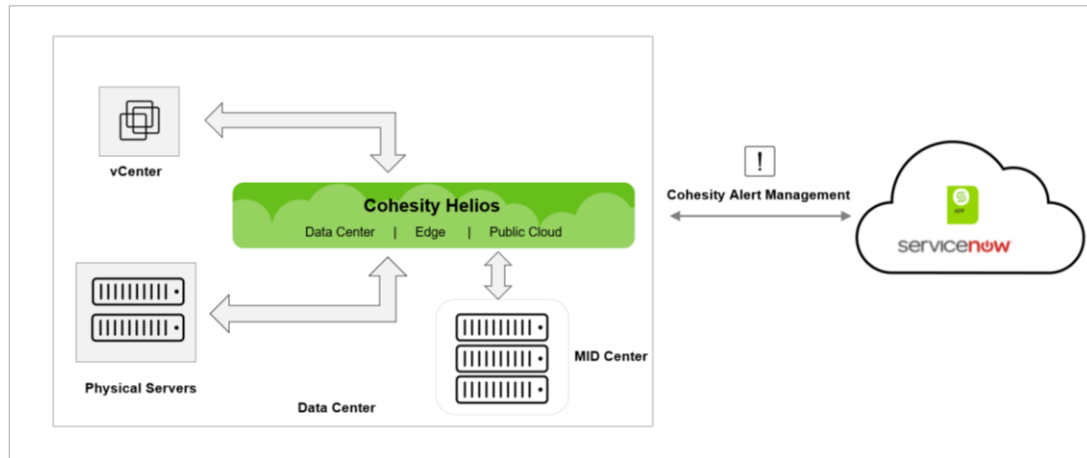 vCenter
Cohesity Helios
Data Center | Edge | Public Cloud
!
Cohesity Alert Management
servicenow
Physical Servers
MID Center
Data Center